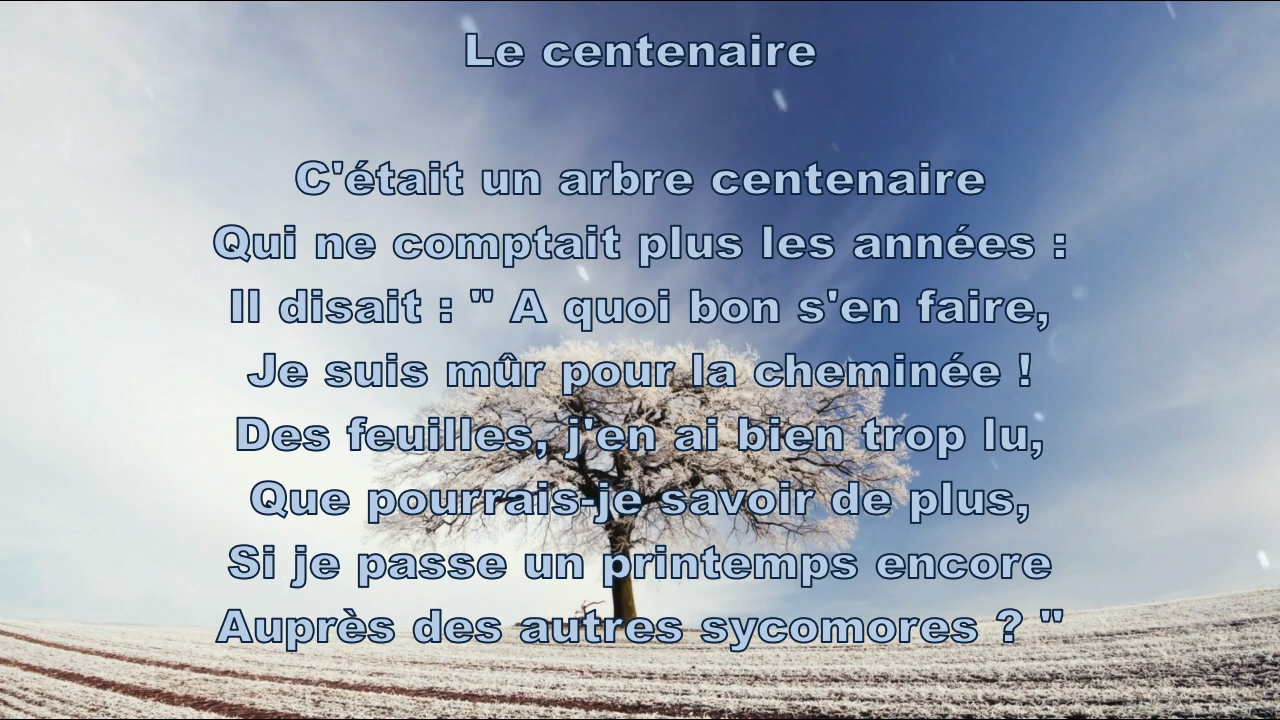 Le centenaire
C'était un arbre centenaire
Qui ne comptait plus les années :
Il disait : " A quoi bon s'en faire,
Je suis mûr pour la cheminée !
Des feuilles, j'en ai bien trop lu,
Que pourrais-je savoir de plus,
Si je passe un printemps encore
Auprès des autres sycomores ? "